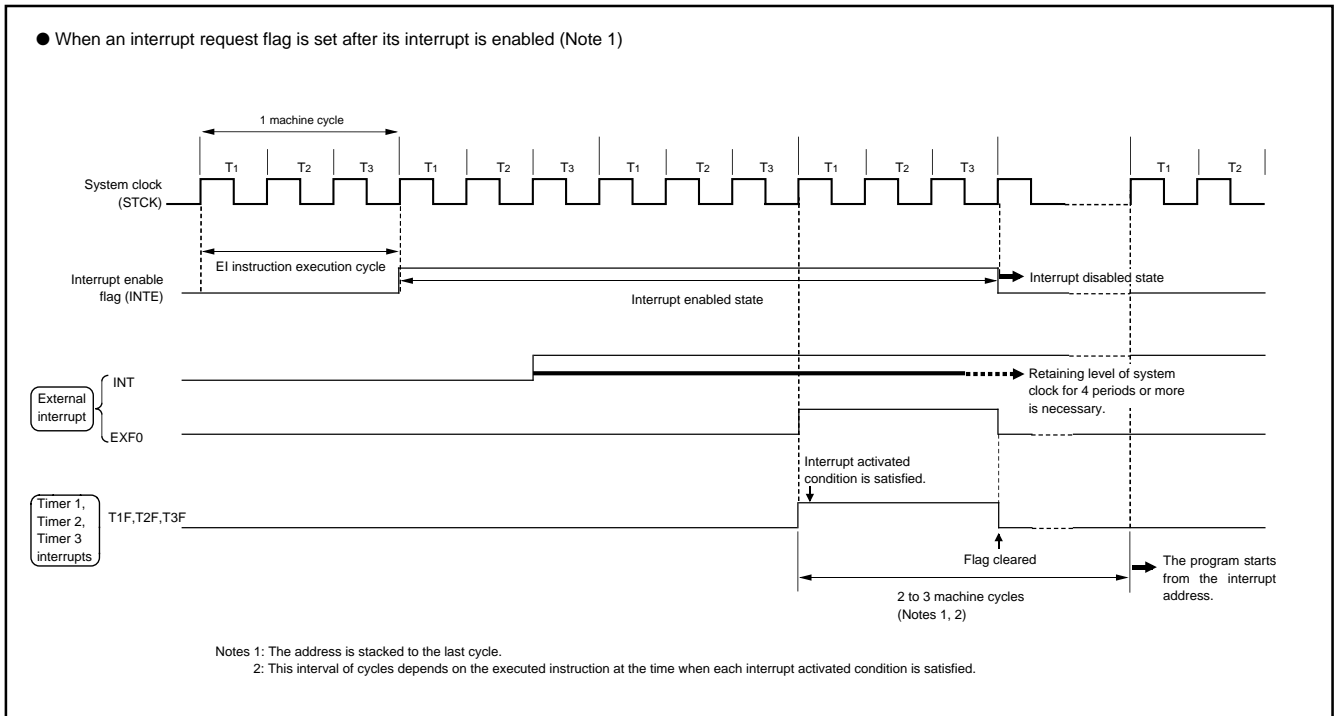 ● When an interrupt request flag is set after its interrupt is enabled (Note 1)
1 machine cycle
T1 T2 T3 T1 T2 T3 T1 T2 T3 T1 T2 T3 T1 T2
System clock
(STCK)
EI instruction execution cycle
Interrupt enable
flag (INTE)
Interrupt enabled state
Interrupt disabled state
External
interrupt
INT
EXF0
Retaining level of system
clock for 4 periods or more
is necessary.
Interrupt activated
condition is satisfied.
Timer 1,
Timer 2,
Timer 3
interrupts
T1F,T2F,T3F
Flag cleared
2 to 3 machine cycles
(Notes 1, 2)
The program starts
from the interrupt
address.
Notes 1: The address is stacked to the last cycle.
2: This interval of cycles depends on the executed instruction at the time when each interrupt activated condition is satisfied.